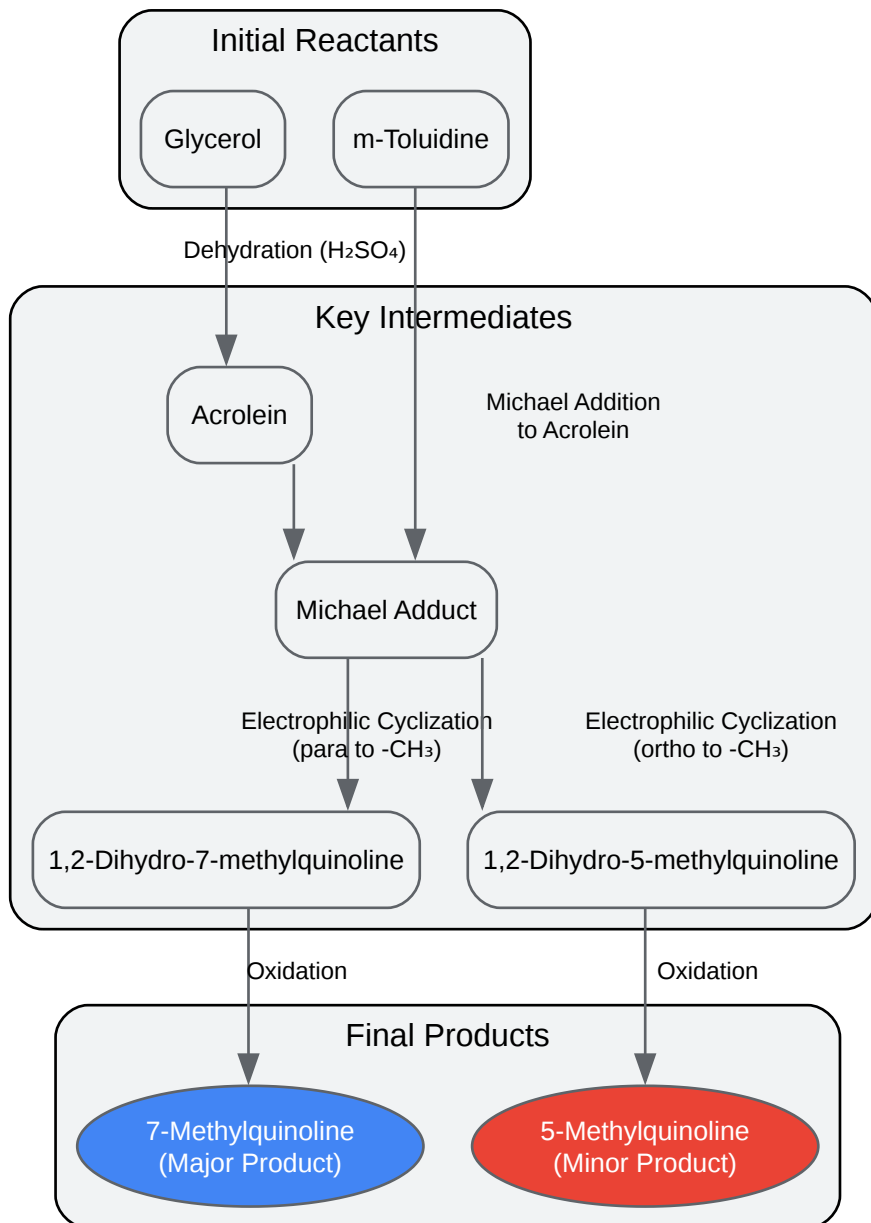 Initial Reactants
Glycerol
m-Toluidine
Dehydration (H₂SO₄)
Key Intermediates
Acrolein
Michael Addition
to Acrolein
Michael Adduct
Electrophilic Cyclization
(para to -CH₃)
Electrophilic Cyclization
(ortho to -CH₃)
1,2-Dihydro-7-methylquinoline
1,2-Dihydro-5-methylquinoline
Oxidation
Oxidation
Final Products
7-Methylquinoline
(Major Product)
5-Methylquinoline
(Minor Product)